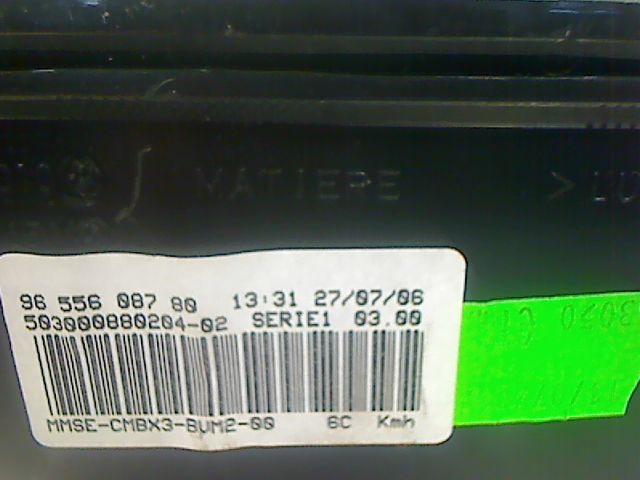 MATIERE
96 556 087 80 13:31 27/07/06
503000880204-02 SERIE1 03.00
MMSE-CMBX3-BVM2-00 6C Kmh